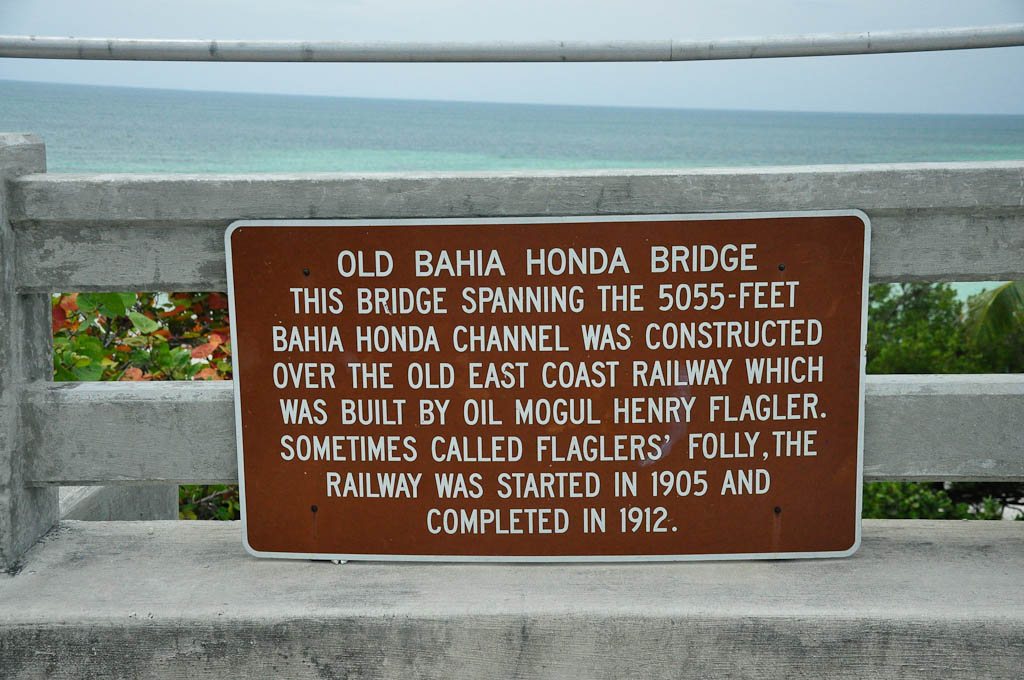 OLD BAHIA HONDA BRIDGE
THIS BRIDGE SPANNING THE 5055-FEET
BAHIA HONDA CHANNEL WAS CONSTRUCTED
OVER THE OLD EAST COAST RAILWAY WHICH
WAS BUILT BY OIL MOGUL HENRY FLAGLER.
SOMETIMES CALLED FLAGLERS' FOLLY, THE
RAILWAY WAS STARTED IN 1905 AND
COMPLETED IN 1912.